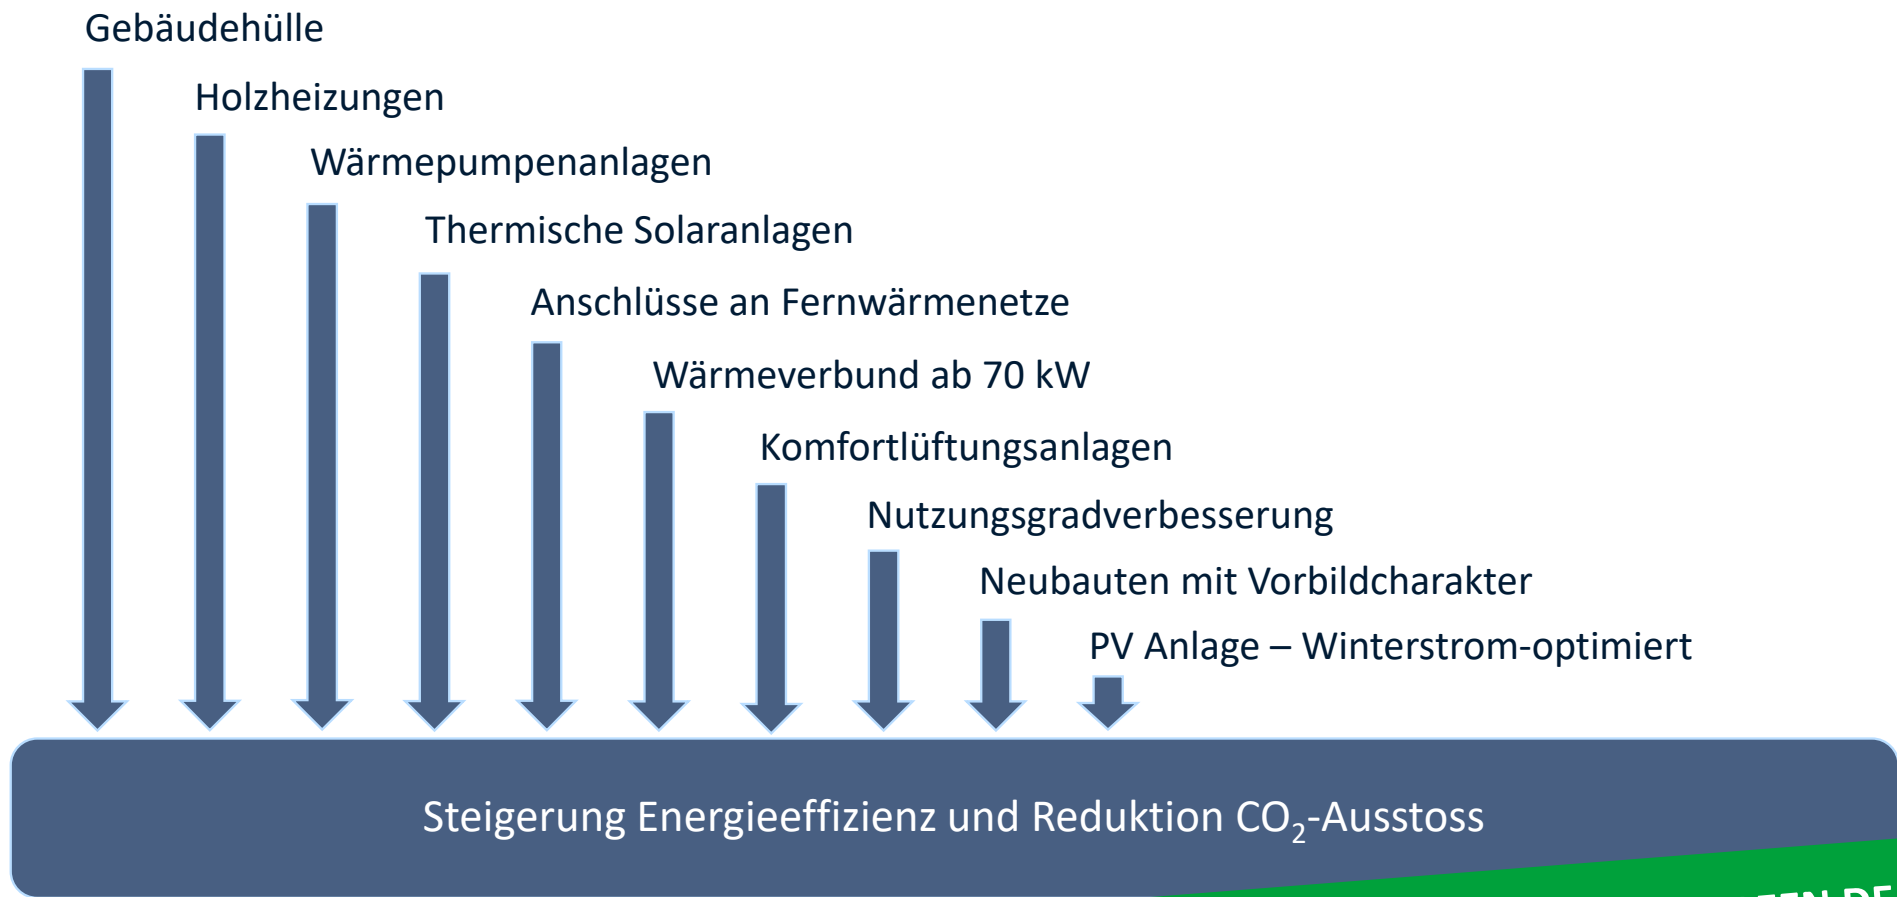 Gebäudehülle
Holzheizungen
Wärmepumpenanlagen
Thermische Solaranlagen
Anschlüsse an Fernwärmenetze
Wärmeverbund ab 70 kW
Komfortlüftungsanlagen
Nutzungsgradverbesserung
Neubauten mit Vorbildcharakter
PV Anlage – Winterstrom-optimiert
Steigerung Energieeffizienz und Reduktion CO₂-Ausstoss